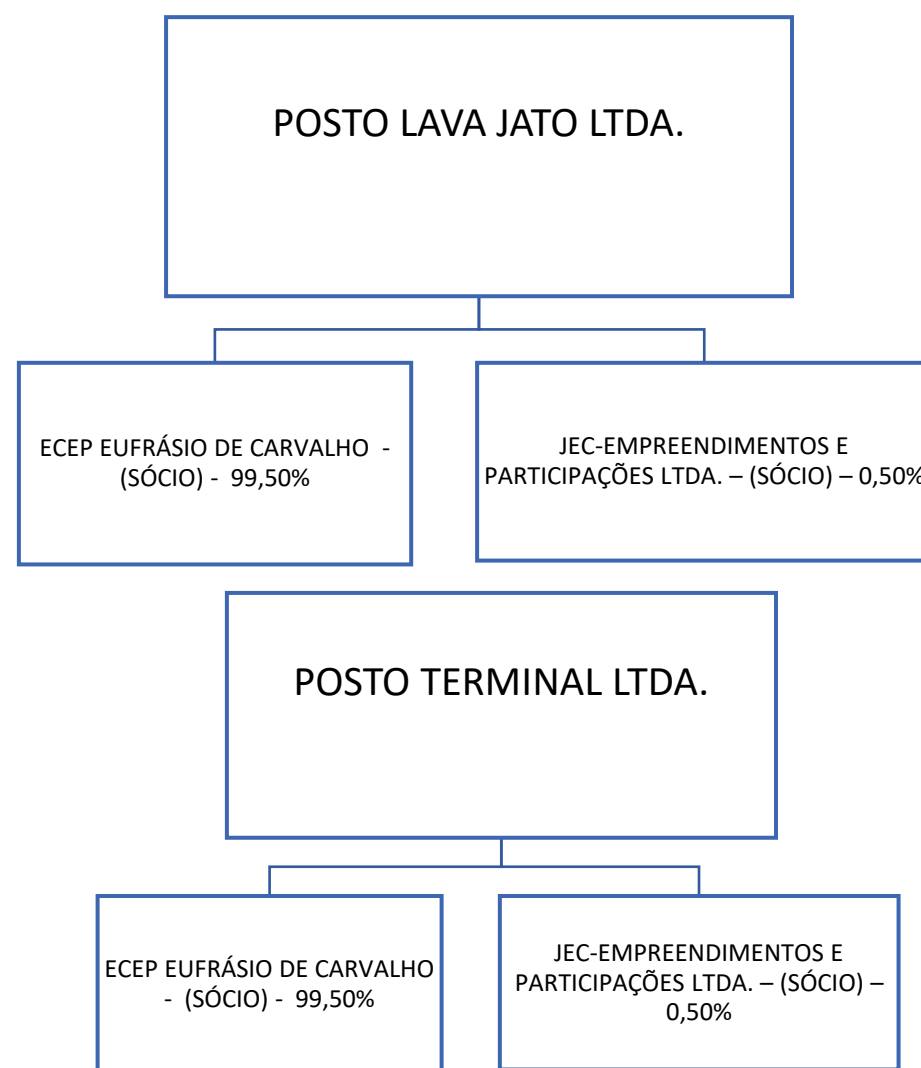 POSTO LAVA JATO LTDA.
ECEP EUFRÁSIO DE CARVALHO -
(SÓCIO) - 99,50%
JEC-EMPREENDIMENTOS E
PARTICIPAÇÕES LTDA. – (SÓCIO) – 0,50%
POSTO TERMINAL LTDA.
ECEP EUFRÁSIO DE CARVALHO
- (SÓCIO) - 99,50%
JEC-EMPREENDIMENTOS E
PARTICIPAÇÕES LTDA. – (SÓCIO) –
0,50%